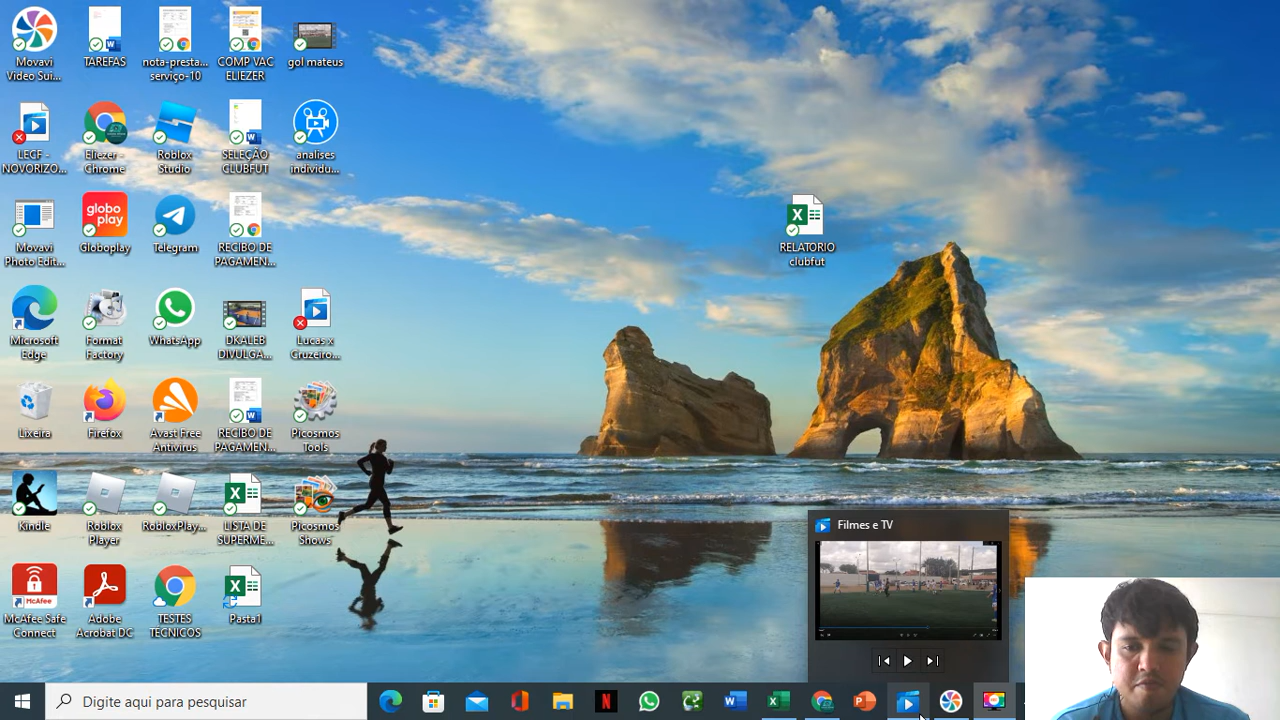 Movavi
Video Sui...
TAREFAS
nota-presta...
serviço-10
COMP VAC
ELIEZER
gol mateus
LECF -
NOVORIZO...
Eliezer -
Chrome
Roblox
Studio
SELEÇÃO
CLUBFUT
analises
individu...
Movavi
Photo Edit...
globo
play
Globoplay
Telegram
RECIBO DE
PAGAMEN...
RELATORIO
clubfut
Microsoft
Edge
Format
Factory
WhatsApp
DKALEB
DIVULGA...
Lucas x
Cruzeiro...
Lixeira
Firefox
Avast Free
Antivirus
RECIBO DE
PAGAMEN...
Picosmos
Tools
Kindle
Roblox
Player
RobloxPlay...
LISTA DE
SUPERME...
Picosmos
Shows
McAfee
McAfee Safe
Connect
Adobe
Acrobat DC
TESTES
TECNICOS
Pasta1
Filmes e TV
Digite aqui para pesquisar